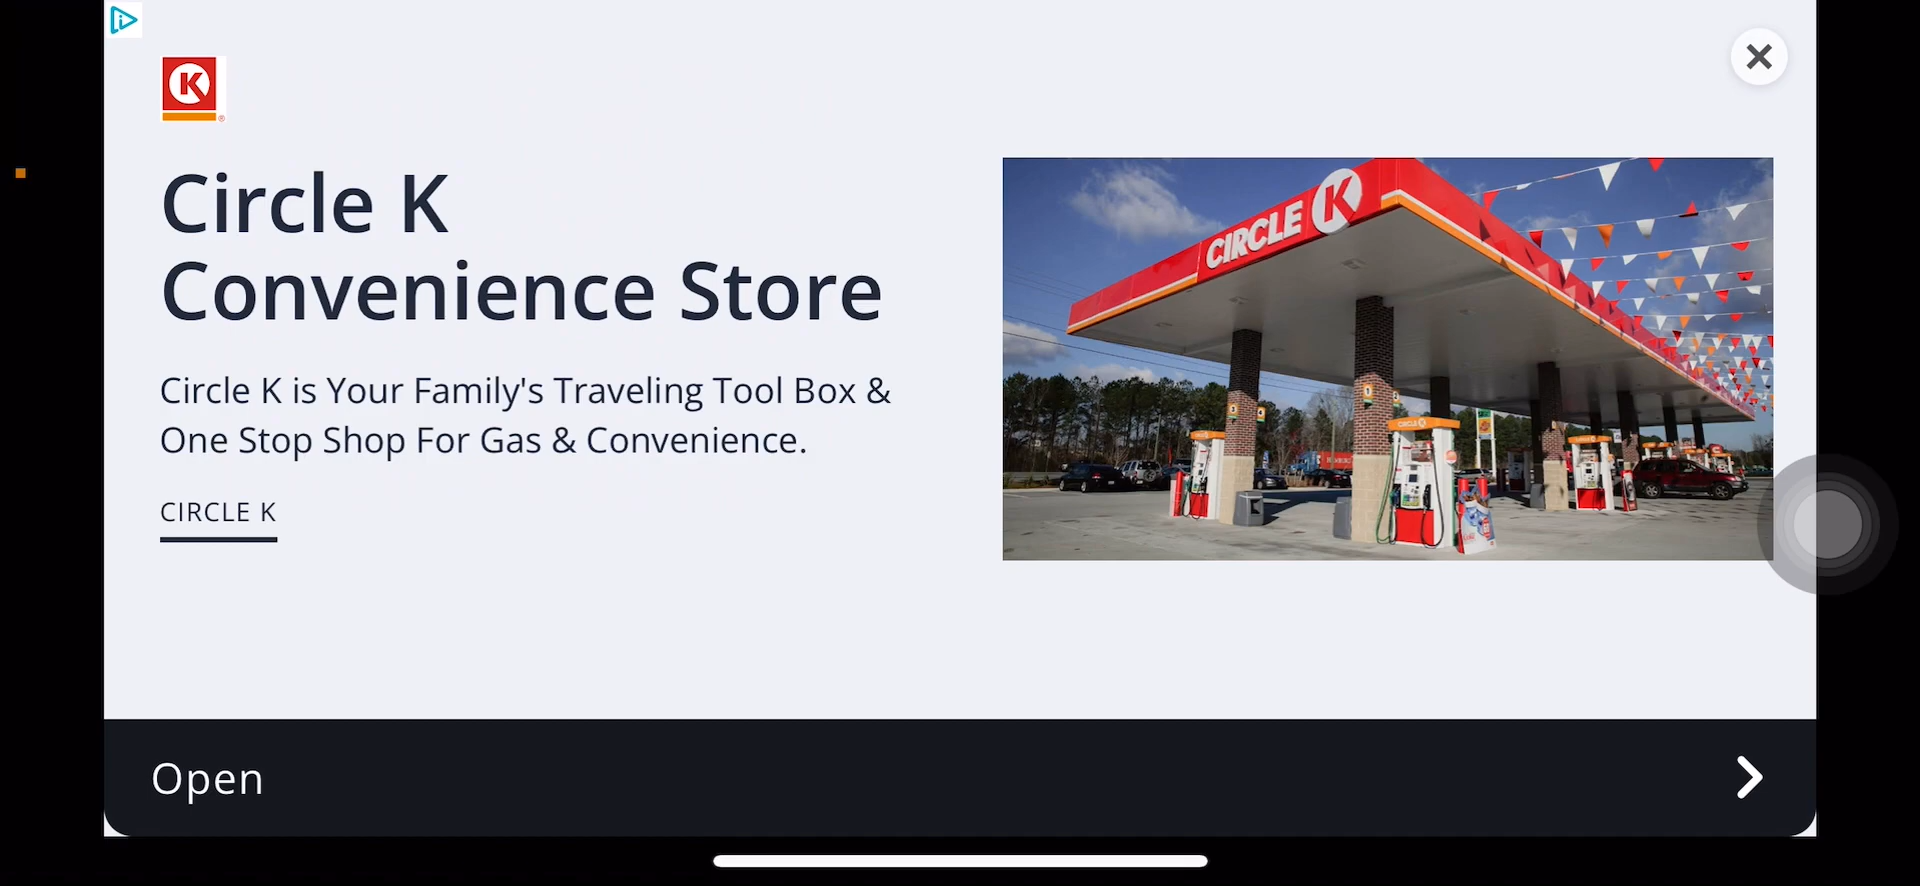 K
Circle K
Convenience Store
Circle K is Your Family's Traveling Tool Box &
One Stop Shop For Gas & Convenience.
CIRCLE K
CIRCLE K
Open